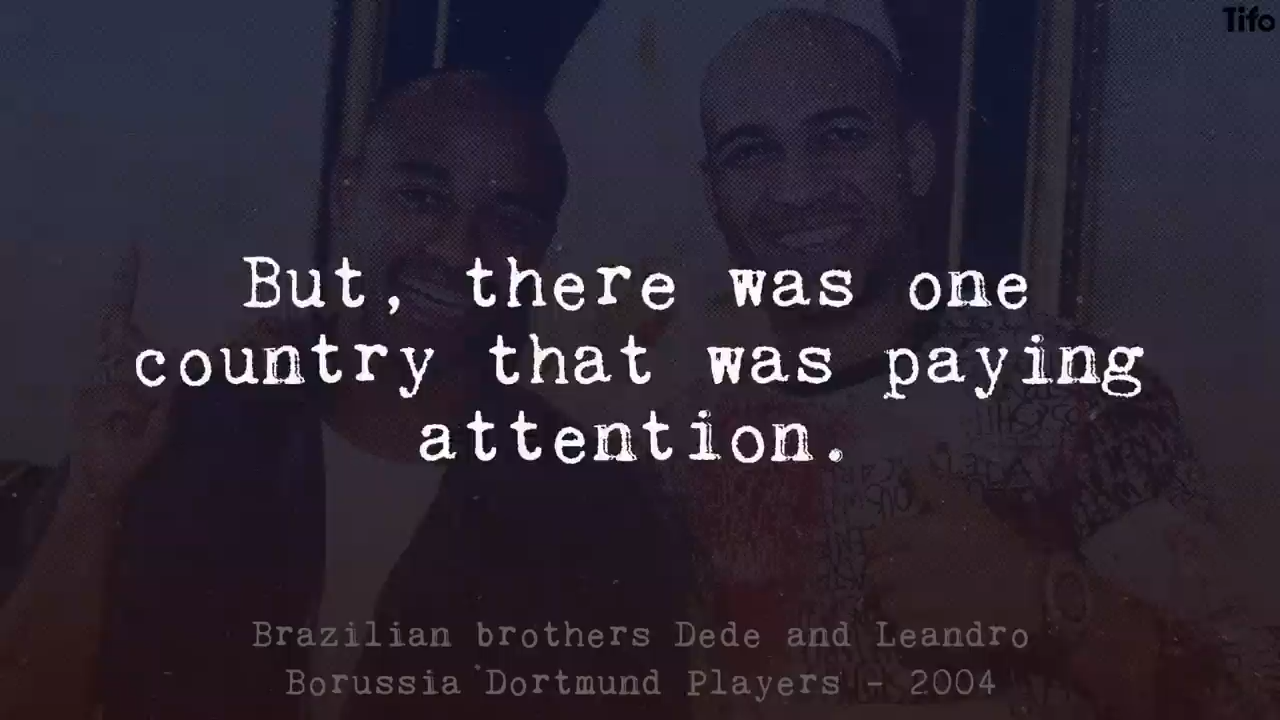 Tifo
But, there was one
country that was paying
attention.
Brazilian brothers Dede and Leandro
Borussia Dortmund Players - 2004